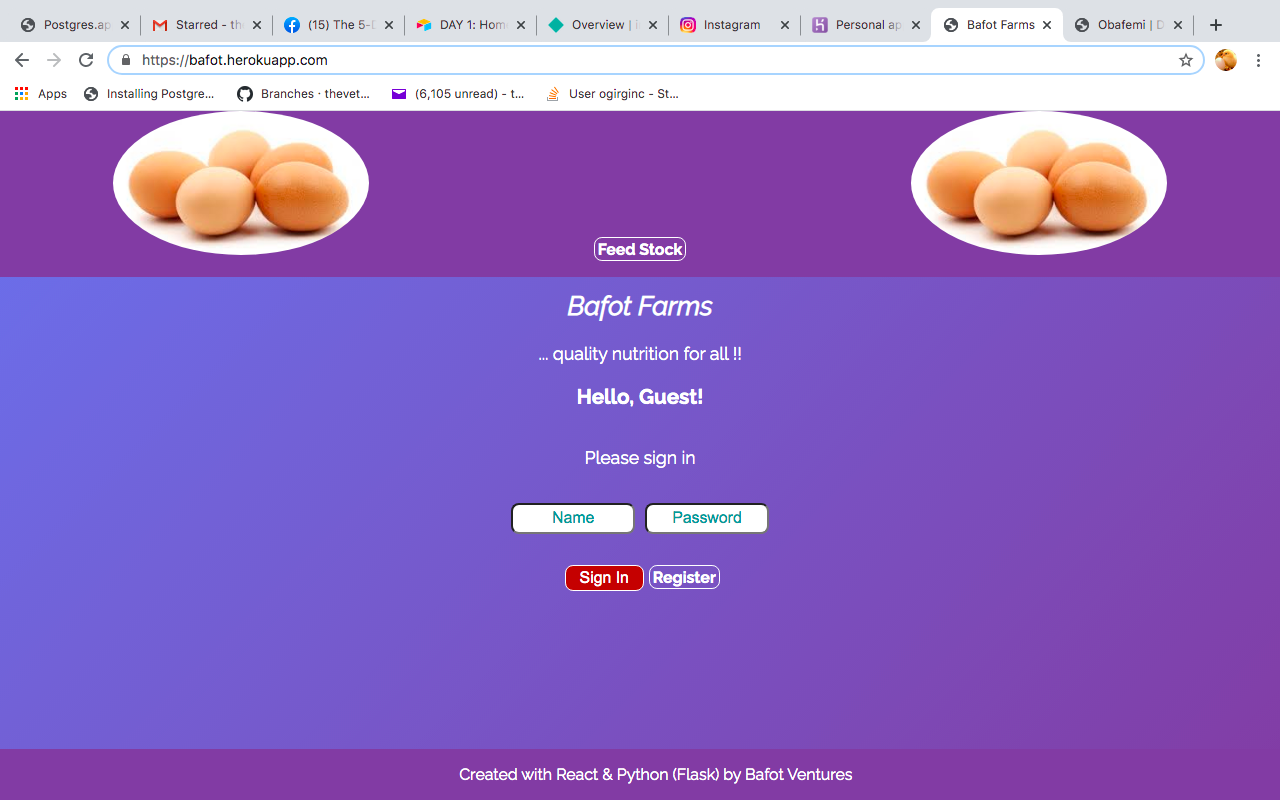 Postgres.ap
Starred - th
(15) The 5-D
DAY 1: Hom
Overview | i
Instagram
Personal ap
Bafot Farms
Obafemi | D
https://bafot.herokuapp.com
Apps
Installing Postgre...
Branches · thevet...
(6,105 unread) - t...
User ogirginc - St...
Feed Stock
Bafot Farms
... quality nutrition for all !!
Hello, Guest!
Please sign in
Name Password
Sign In Register
Created with React & Python (Flask) by Bafot Ventures